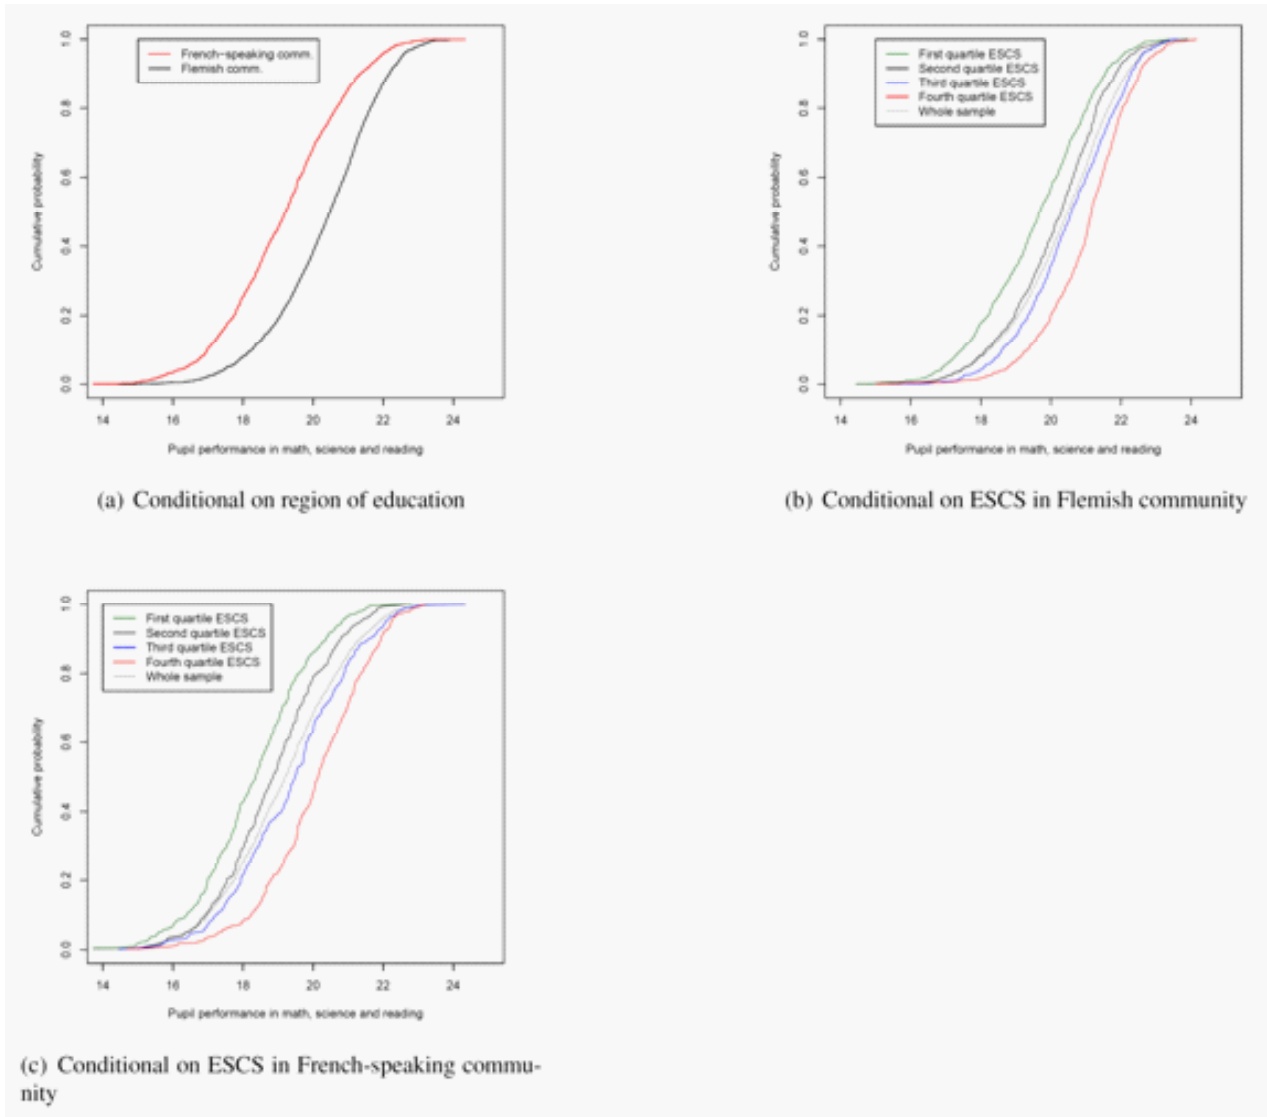 1.0
0.8
0.6
0.4
0.2
0.0
Cumulative probability
French-speaking comm.
Flemish comm.
14 16 18 20 22 24
Pupil performance in math, science and reading
(a) Conditional on region of education
1.0
0.8
0.6
0.4
0.2
0.0
Cumulative probability
First quartile ESCS
Second quartile ESCS
Third quartile ESCS
Fourth quartile ESCS
Whole sample
14 16 18 20 22 24
Pupil performance in math, science and reading
(b) Conditional on ESCS in Flemish community
1.0
0.8
0.6
0.4
0.2
0.0
Cumulative probability
First quartile ESCS
Second quartile ESCS
Third quartile ESCS
Fourth quartile ESCS
Whole sample
14 16 18 20 22 24
Pupil performance in math, science and reading
(c) Conditional on ESCS in French-speaking commu-
nity